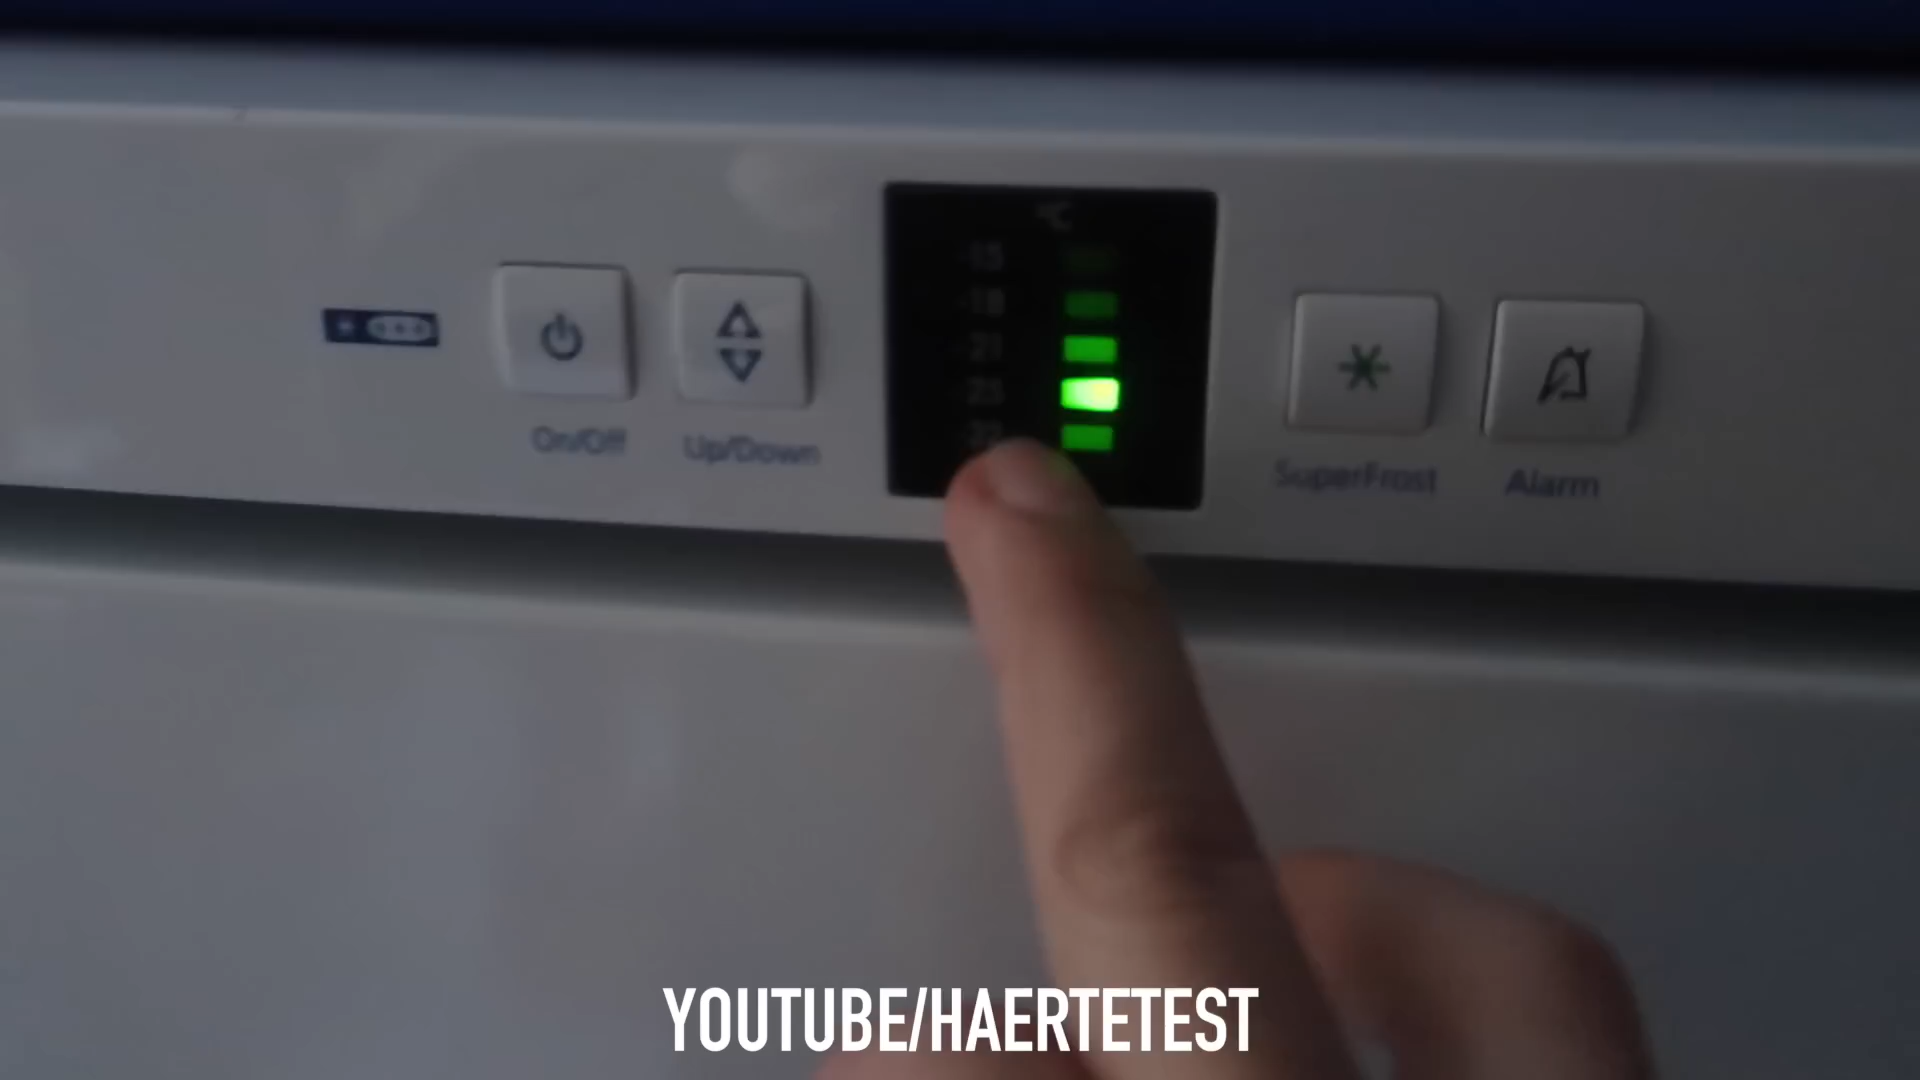 °C
-15
-18
-21
On/Off
Up/Down
SuperFrost
Alarm
YOUTUBE/HAERTETEST